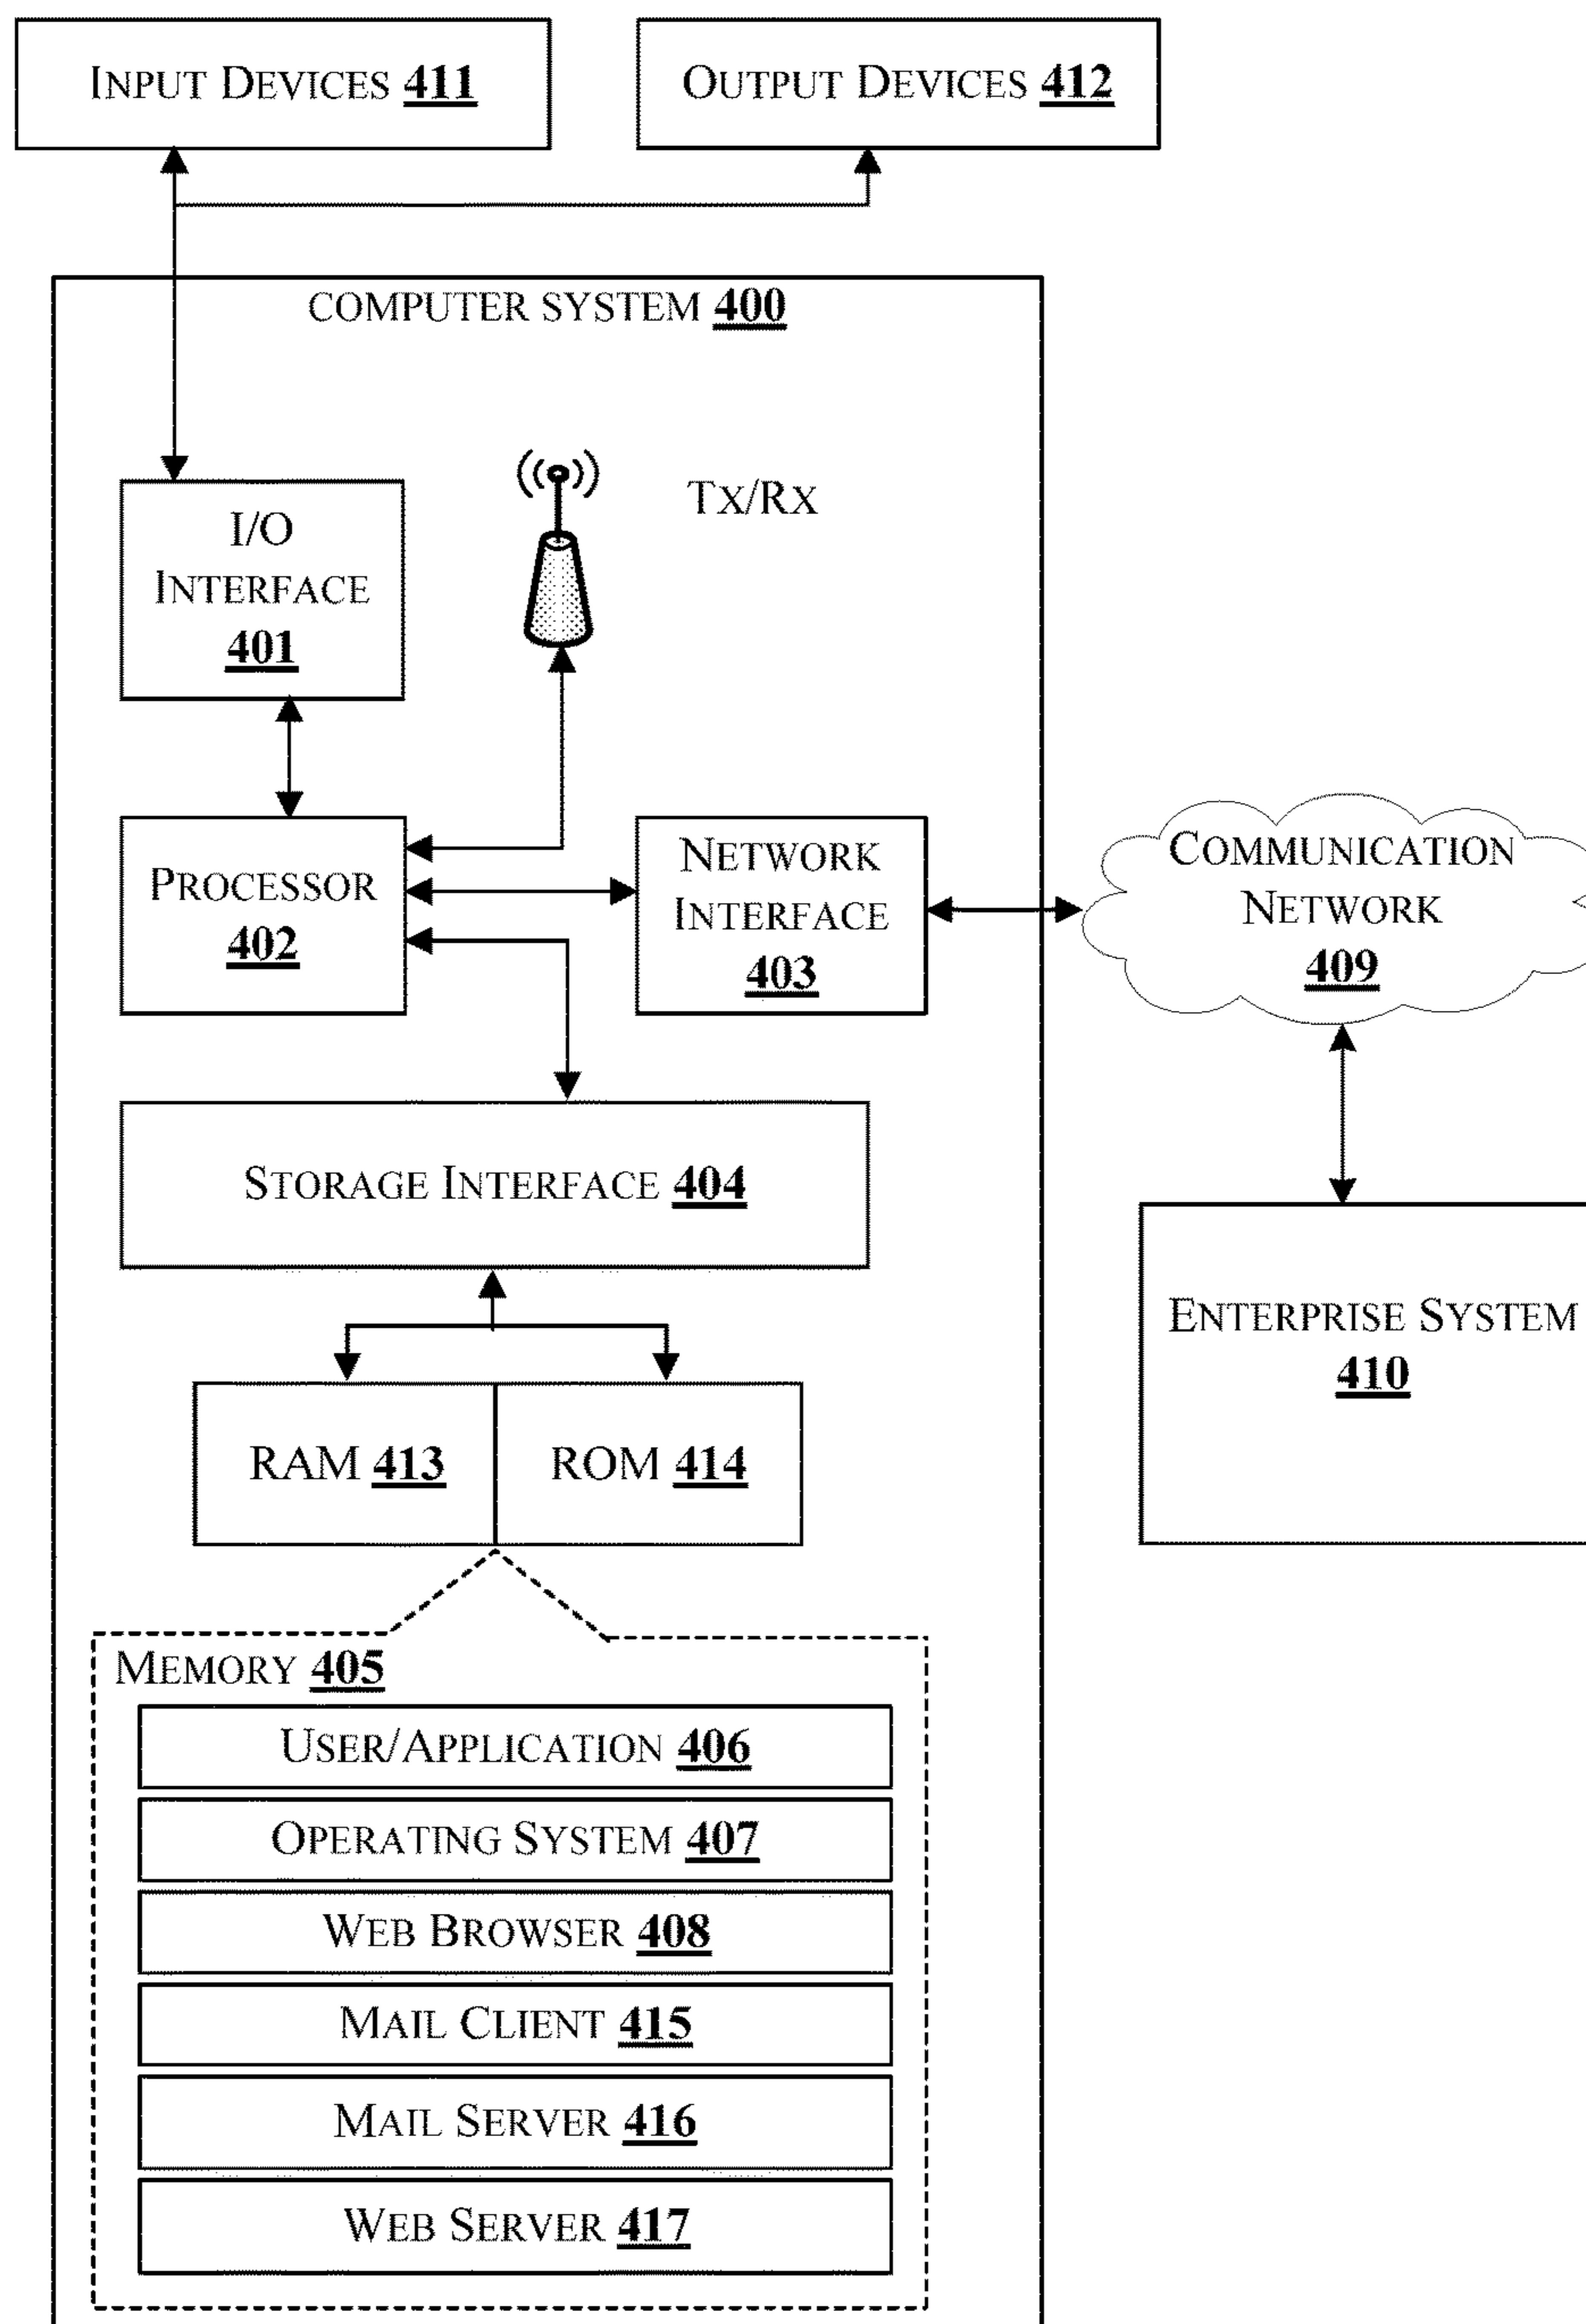 INPUT DEVICES 411
OUTPUT DEVICES 412
COMPUTER SYSTEM 400
I/O
INTERFACE
401
TX/RX
PROCESSOR
402
NETWORK
INTERFACE
403
COMMUNICATION
NETWORK
409
STORAGE INTERFACE 404
ENTERPRISE SYSTEM
410
RAM 413
ROM 414
MEMORY 405
USER/APPLICATION 406
OPERATING SYSTEM 407
WEB BROWSER 408
MAIL CLIENT 415
MAIL SERVER 416
WEB SERVER 417